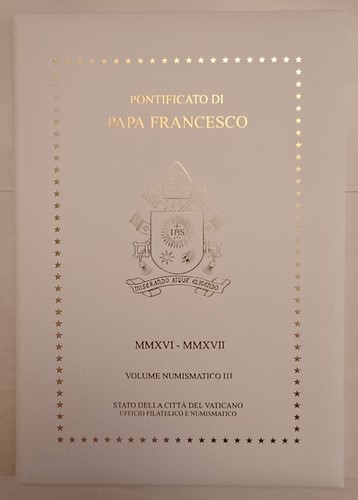 PONTIFICATO DI
PAPA FRANCESCO
IHS
MISERANDO ATQUE ELIGENDO
MMXVI - MMXVII
VOLUME NUMISMATICO III
STATO DELLA CITTÀ DEL VATICANO
UFFICIO FILATELICO E NUMISMATICO